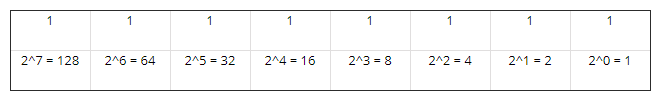 1 1 1 1 1 1 1 1
2^7 = 128 2^6 = 64 2^5 = 32 2^4 = 16 2^3 = 8 2^2 = 4 2^1 = 2 2^0 = 1